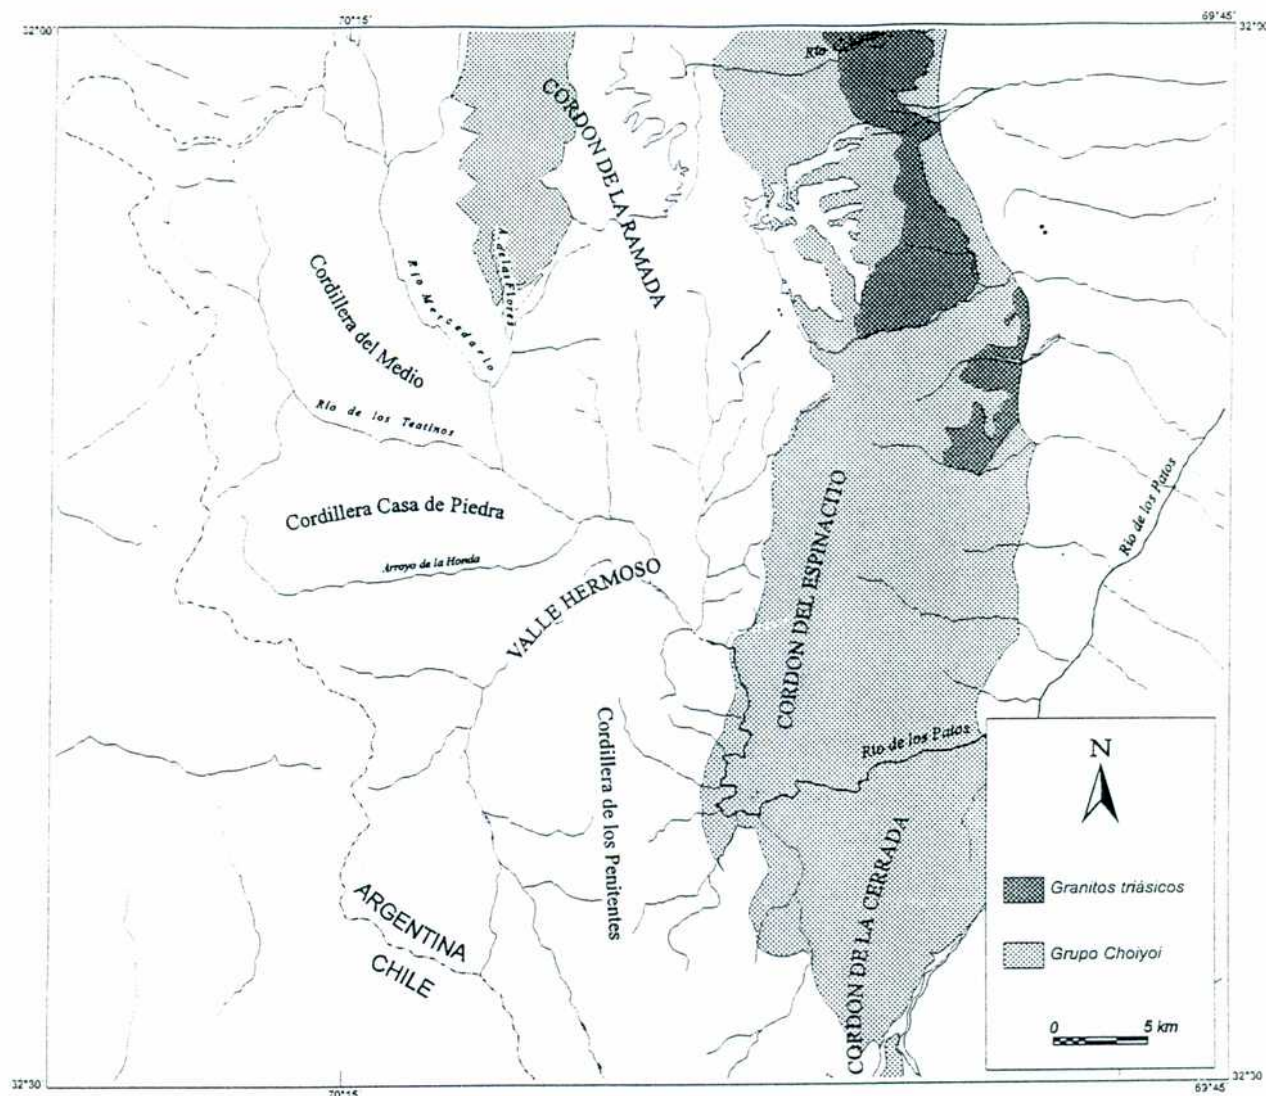 70°15'
69°45'
32°00'
32°00'
Río
CORDON DE LA RAMADA
A. de las Flores
Río Mercedario
Cordillera del Medio
Río de los Teatinos
Río de los Patos
Cordillera Casa de Piedra
CORDON DEL ESPINACITO
Arroyo de la Honda
VALLE HERMOSO
Cordillera de los Penitentes
Río de los Patos
N
CORDON DE LA CERRADA
Granitos triásicos
ARGENTINA
CHILE
Grupo Choiyoi
0 5 km
32°30'
32°30
70°15'
69°45